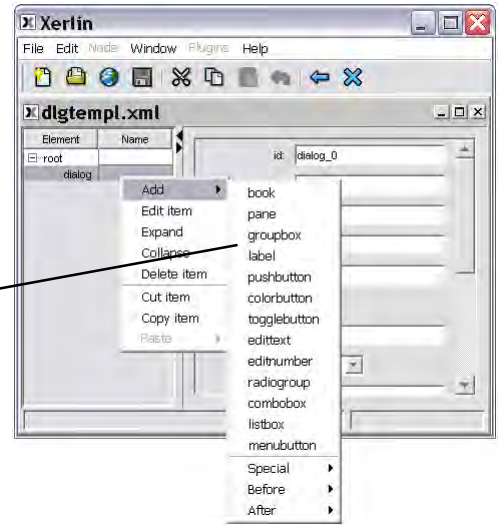 Xerlin
File Edit Node Window Plugins Help
dlgtempl.xml
Element Name
root
dialog
id: dialog_0
Add
Edit item
Expand
Collapse
Delete item
Cut item
Copy item
Paste
book
pane
groupbox
label
pushbutton
colorbutton
togglebutton
edittext
editnumber
radiogroup
combobox
listbox
menubutton
Special
Before
After